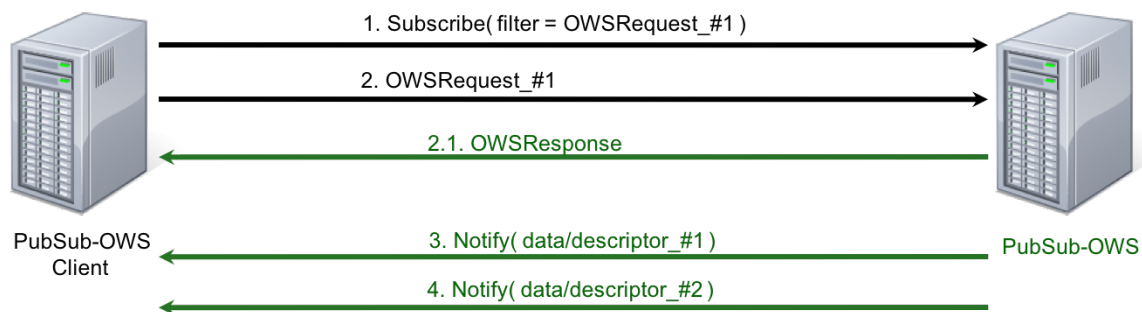 1. Subscribe( filter = OWSRequest_#1 )
2. OWSRequest_#1
2.1. OWSResponse
PubSub-OWS
Client
3. Notify( data/descriptor_#1 )
PubSub-OWS
4. Notify( data/descriptor_#2 )